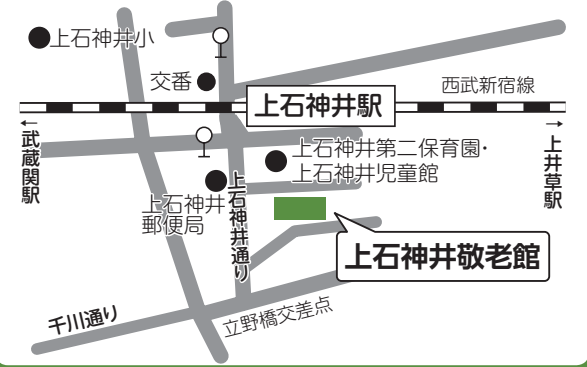 上石神井小
交番
西武新宿線
上石神井駅
←武蔵関駅
→上井草駅
上石神井第二保育園・
上石神井児童館
上石神井
郵便局
上石神井通り
上石神井敬老館
千川通り
立野橋交差点